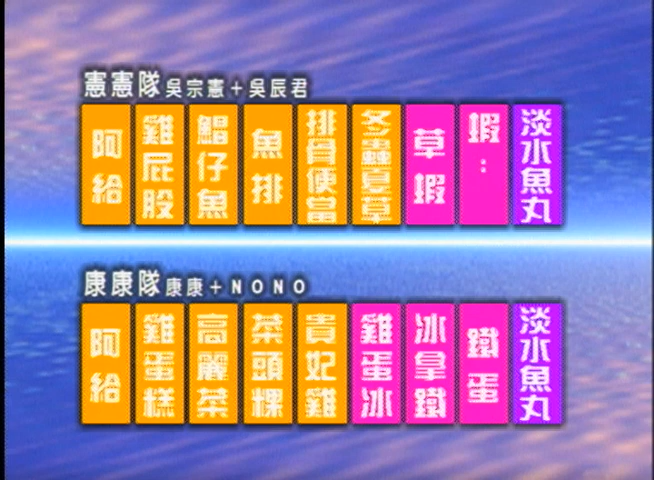 憲憲隊 吳宗憲+吳辰君
阿給
雞屁股
鯧仔魚
魚排
排骨便當
冬蟲夏草
草蝦
蝦:
淡水魚丸
康康隊 康康+NONO
阿給
雞蛋糕
高麗菜
菜頭粿
貴妃雞
雞蛋冰
冰拿鐵
鐵蛋
淡水魚丸